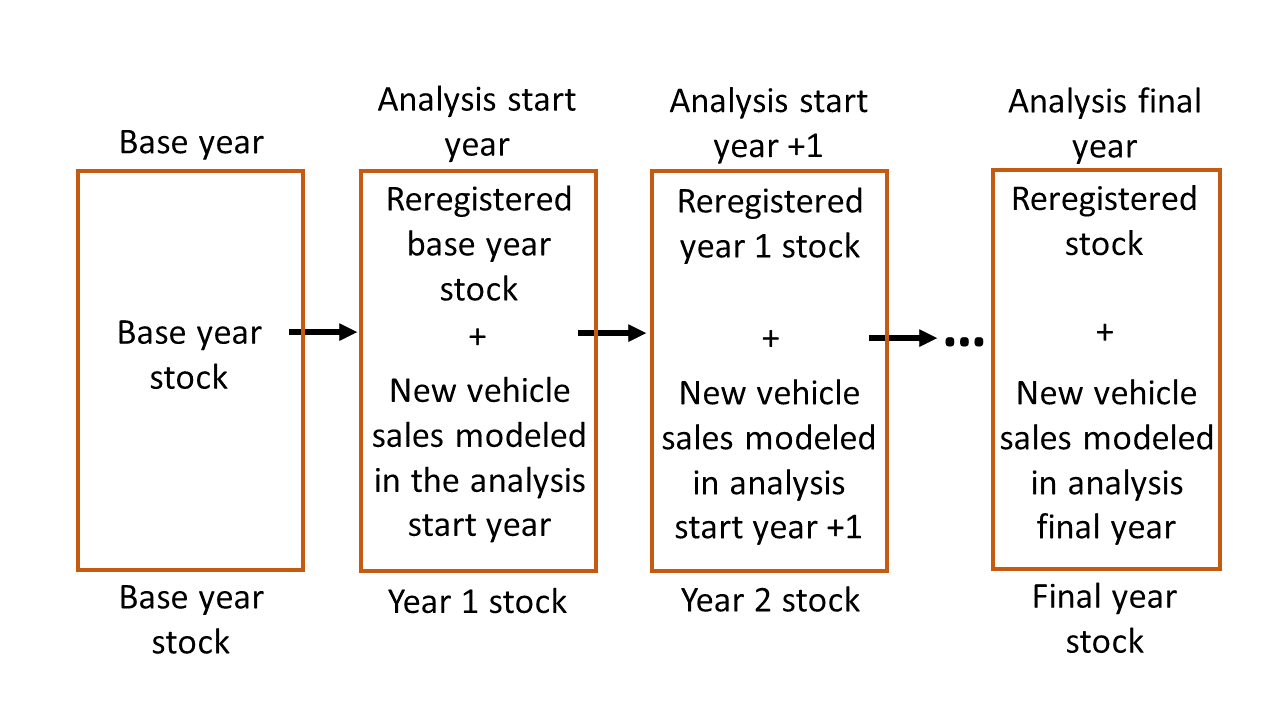 Base year
Base year
stock
Base year
stock
Analysis start
year
Reregistered
base year
stock
+
New vehicle
sales modeled
in the analysis
start year
Year 1 stock
Analysis start
year +1
Reregistered
year 1 stock
+
New vehicle
sales modeled
in analysis
start year +1
Year 2 stock
...
Analysis final
year
Reregistered
stock
+
New vehicle
sales modeled
in analysis
final year
Final year
stock